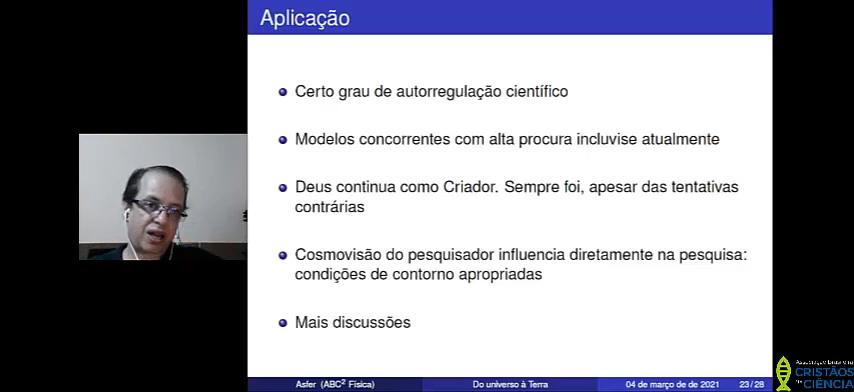 Aplicação
Certo grau de autorregulação científico
Modelos concorrentes com alta procura incluvise atualmente
Deus continua como Criador. Sempre foi, apesar das tentativas
contrárias
Cosmovisão do pesquisador influencia diretamente na pesquisa:
condições de contorno apropriadas
Mais discussões
Asfer (ABC² Física)
Do universo à Terra
04 de março de de 2021
23 / 28
Associação Brasileira
CRISTÃOS
CIÊNCIA